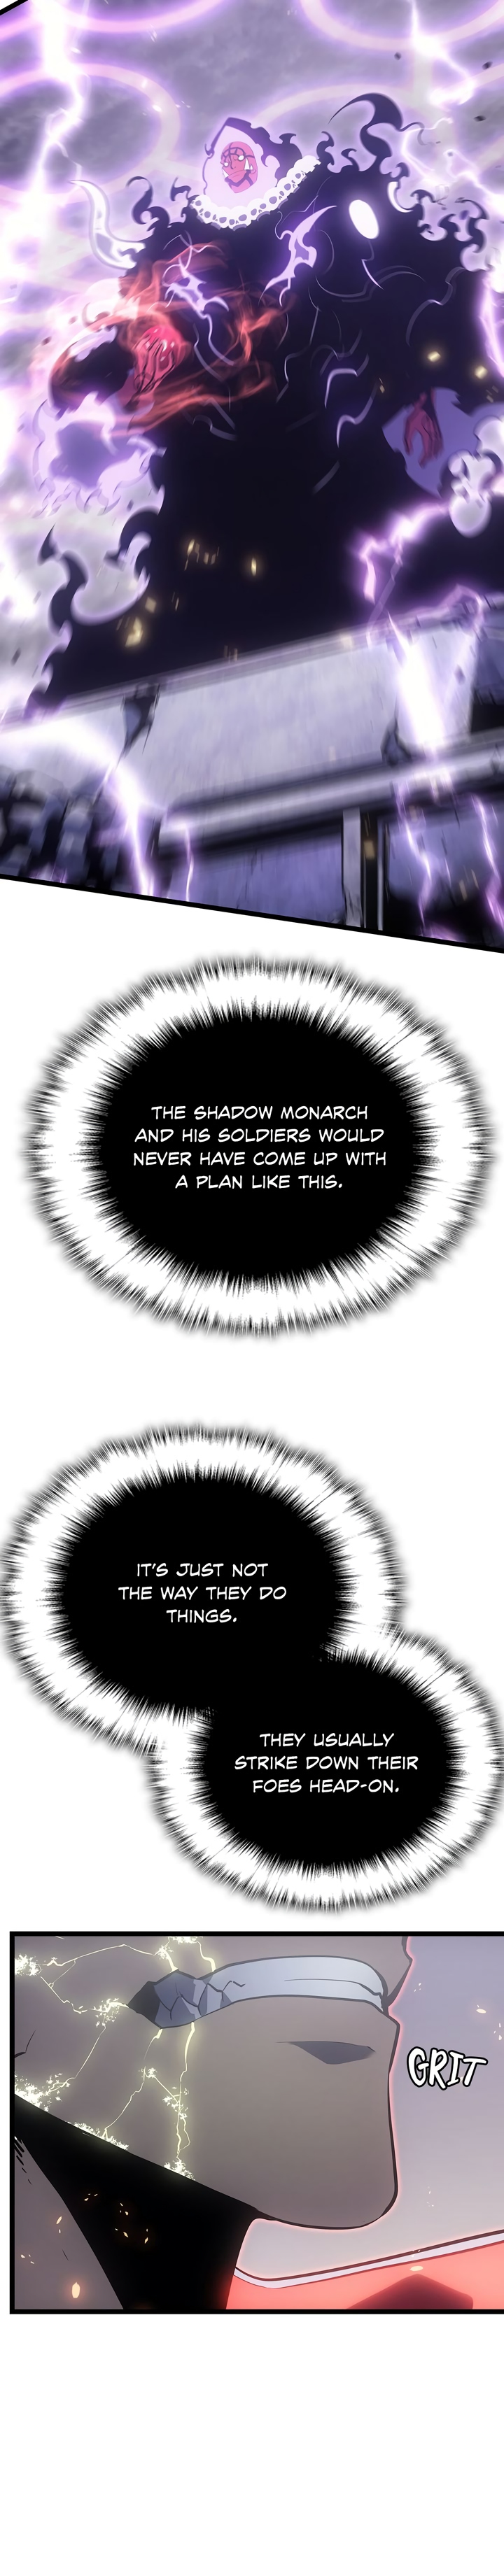 THE SHADOW MONARCH
AND HIS SOLDIERS WOULD
NEVER HAVE COME UP WITH
A PLAN LIKE THIS.
IT'S JUST NOT
THE WAY THEY DO
THINGS.
THEY USUALLY
STRIKE DOWN THEIR
FOES HEAD-ON.
GRIT